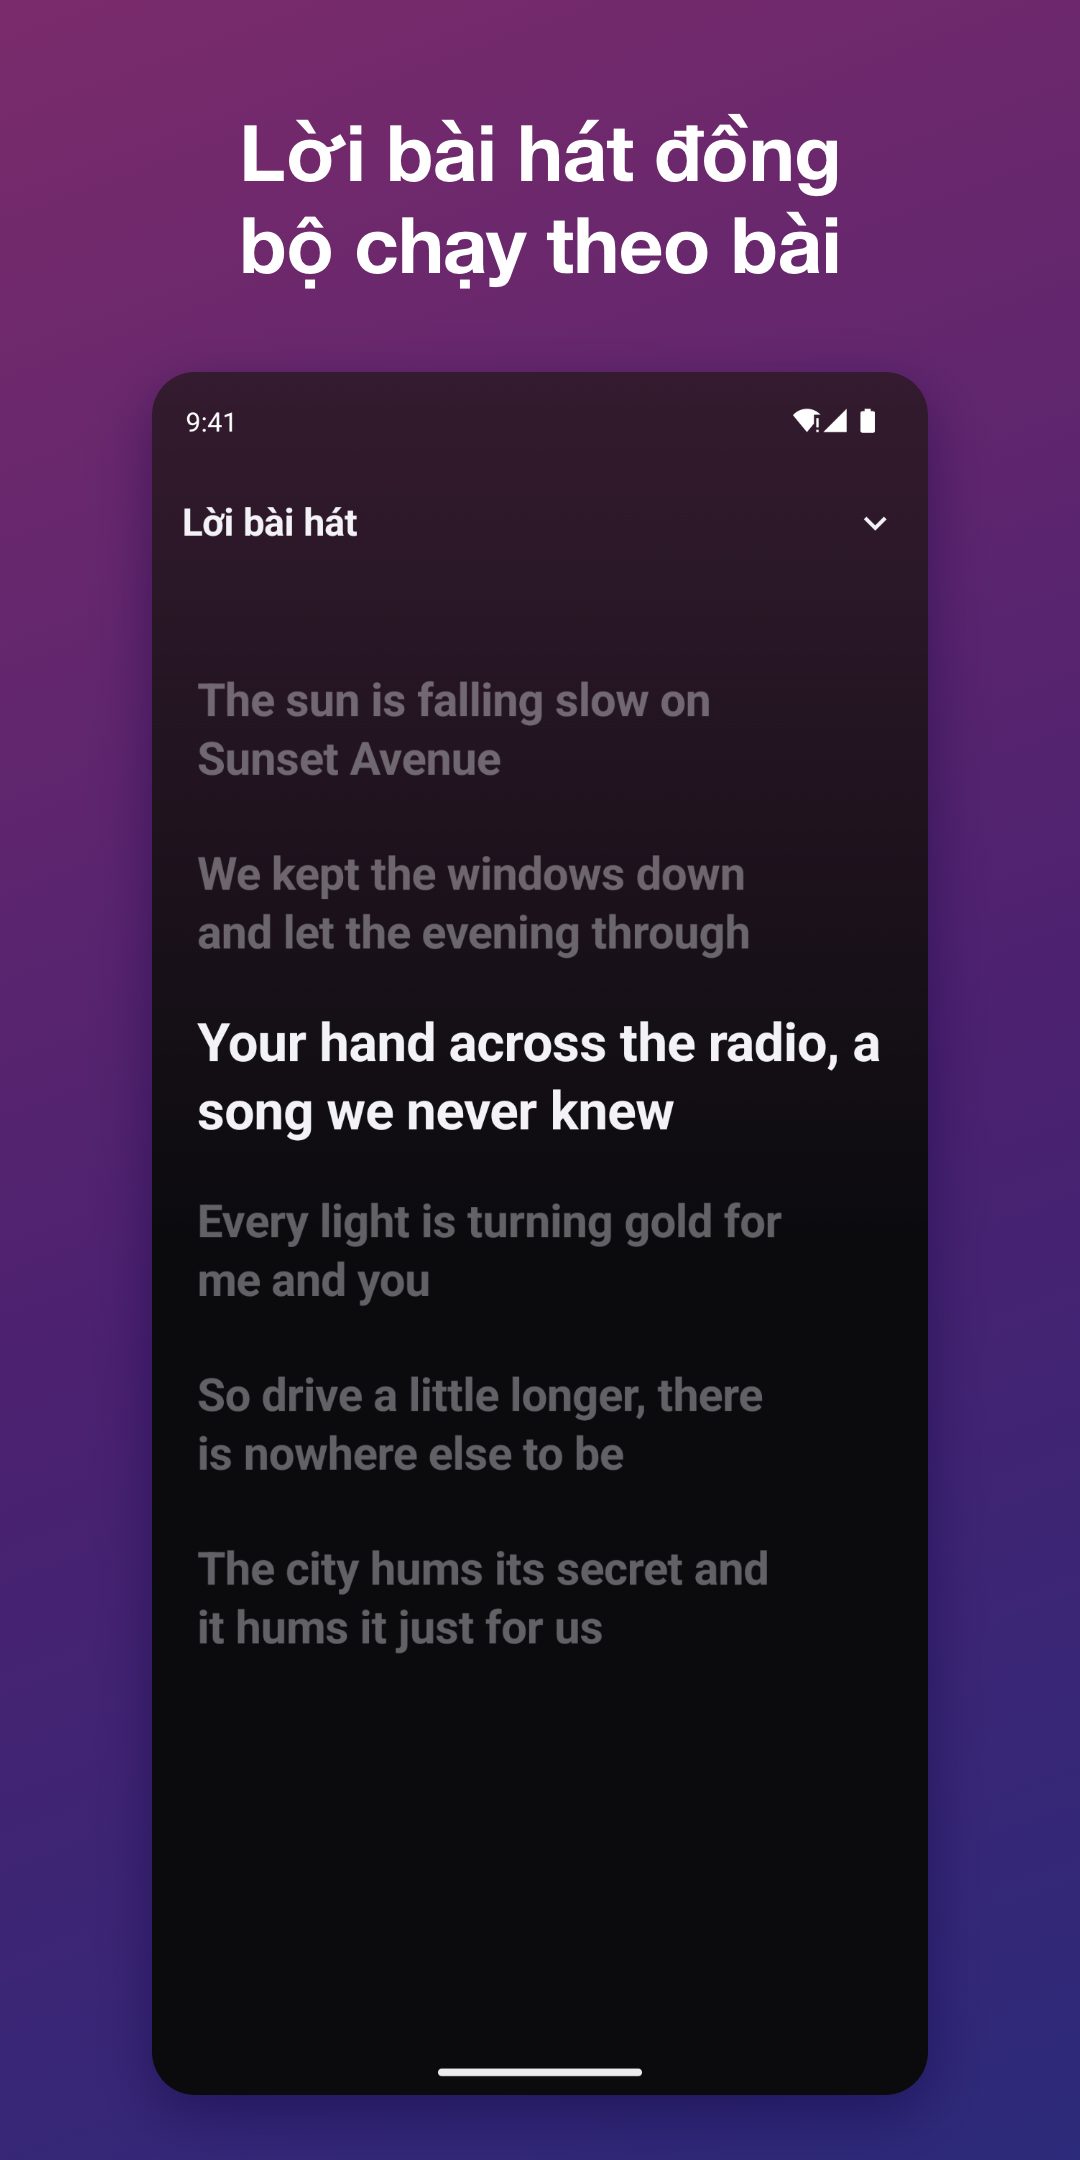 Lời bài hát đồng
bộ chạy theo bài
9:41
Lời bài hát
The sun is falling slow on
Sunset Avenue
We kept the windows down
and let the evening through
Your hand across the radio, a
song we never knew
Every light is turning gold for
me and you
So drive a little longer, there
is nowhere else to be
The city hums its secret and
it hums it just for us